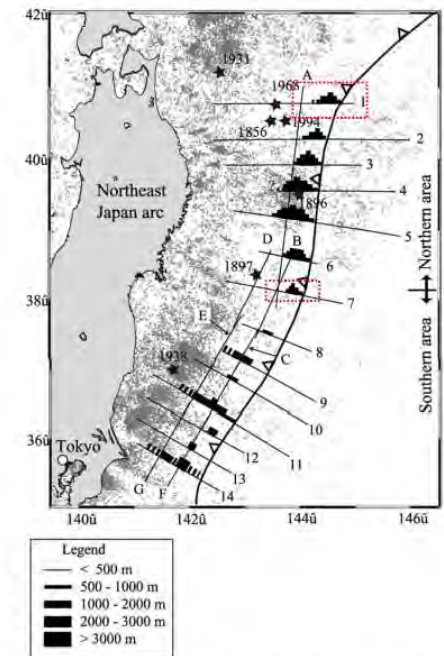 42û
1931
1968
A
1
1994
1856
2
40û
3
Northeast
Japan arc
4
896
5
D
B
1897
6
38û
7
Northern area
Southern area
E
8
C
1938
9
10
36û
Tokyo
11
12
13
G
F
14
140û
142û
144û
146û
Legend
< 500 m
500 - 1000 m
1000 - 2000 m
2000 - 3000 m
> 3000 m